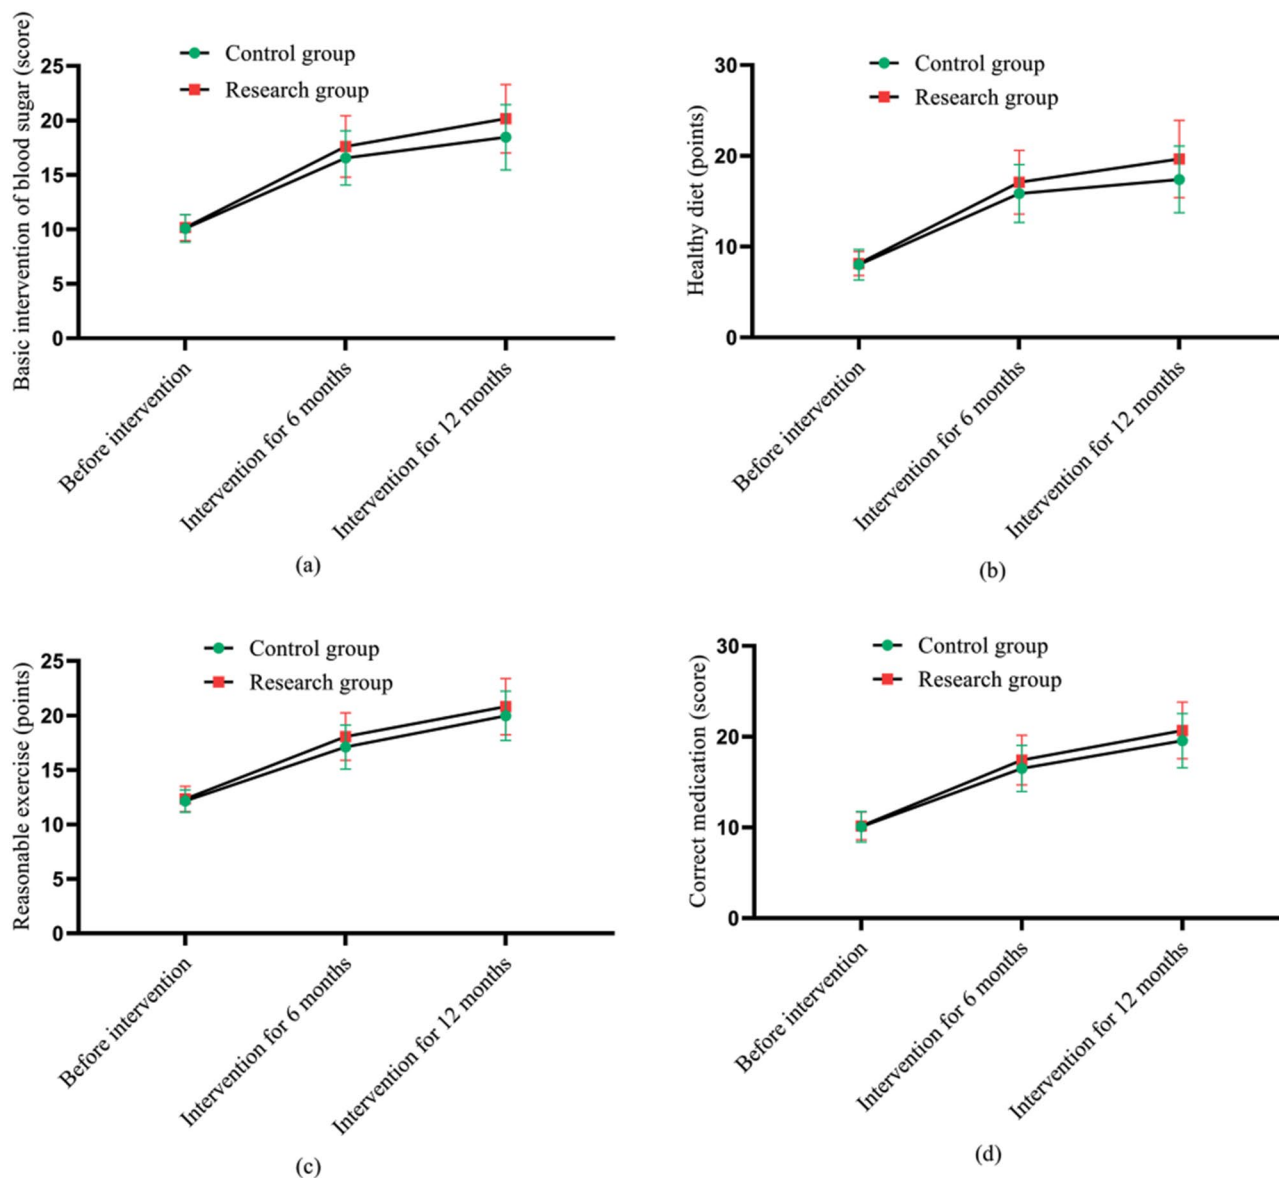 Basic intervention of blood sugar (score)
Control group
Research group
25
20
15
10
5
0
Before intervention
Intervention for 6 months
Intervention for 12 months
(a)
Healthy diet (points)
Control group
Research group
30
20
10
0
Before intervention
Intervention for 6 months
Intervention for 12 months
(b)
Reasonable exercise (points)
Control group
Research group
25
20
15
10
5
0
Before intervention
Intervention for 6 months
Intervention for 12 months
(c)
Correct medication (score)
Control group
Research group
30
20
10
0
Before intervention
Intervention for 6 months
Intervention for 12 months
(d)